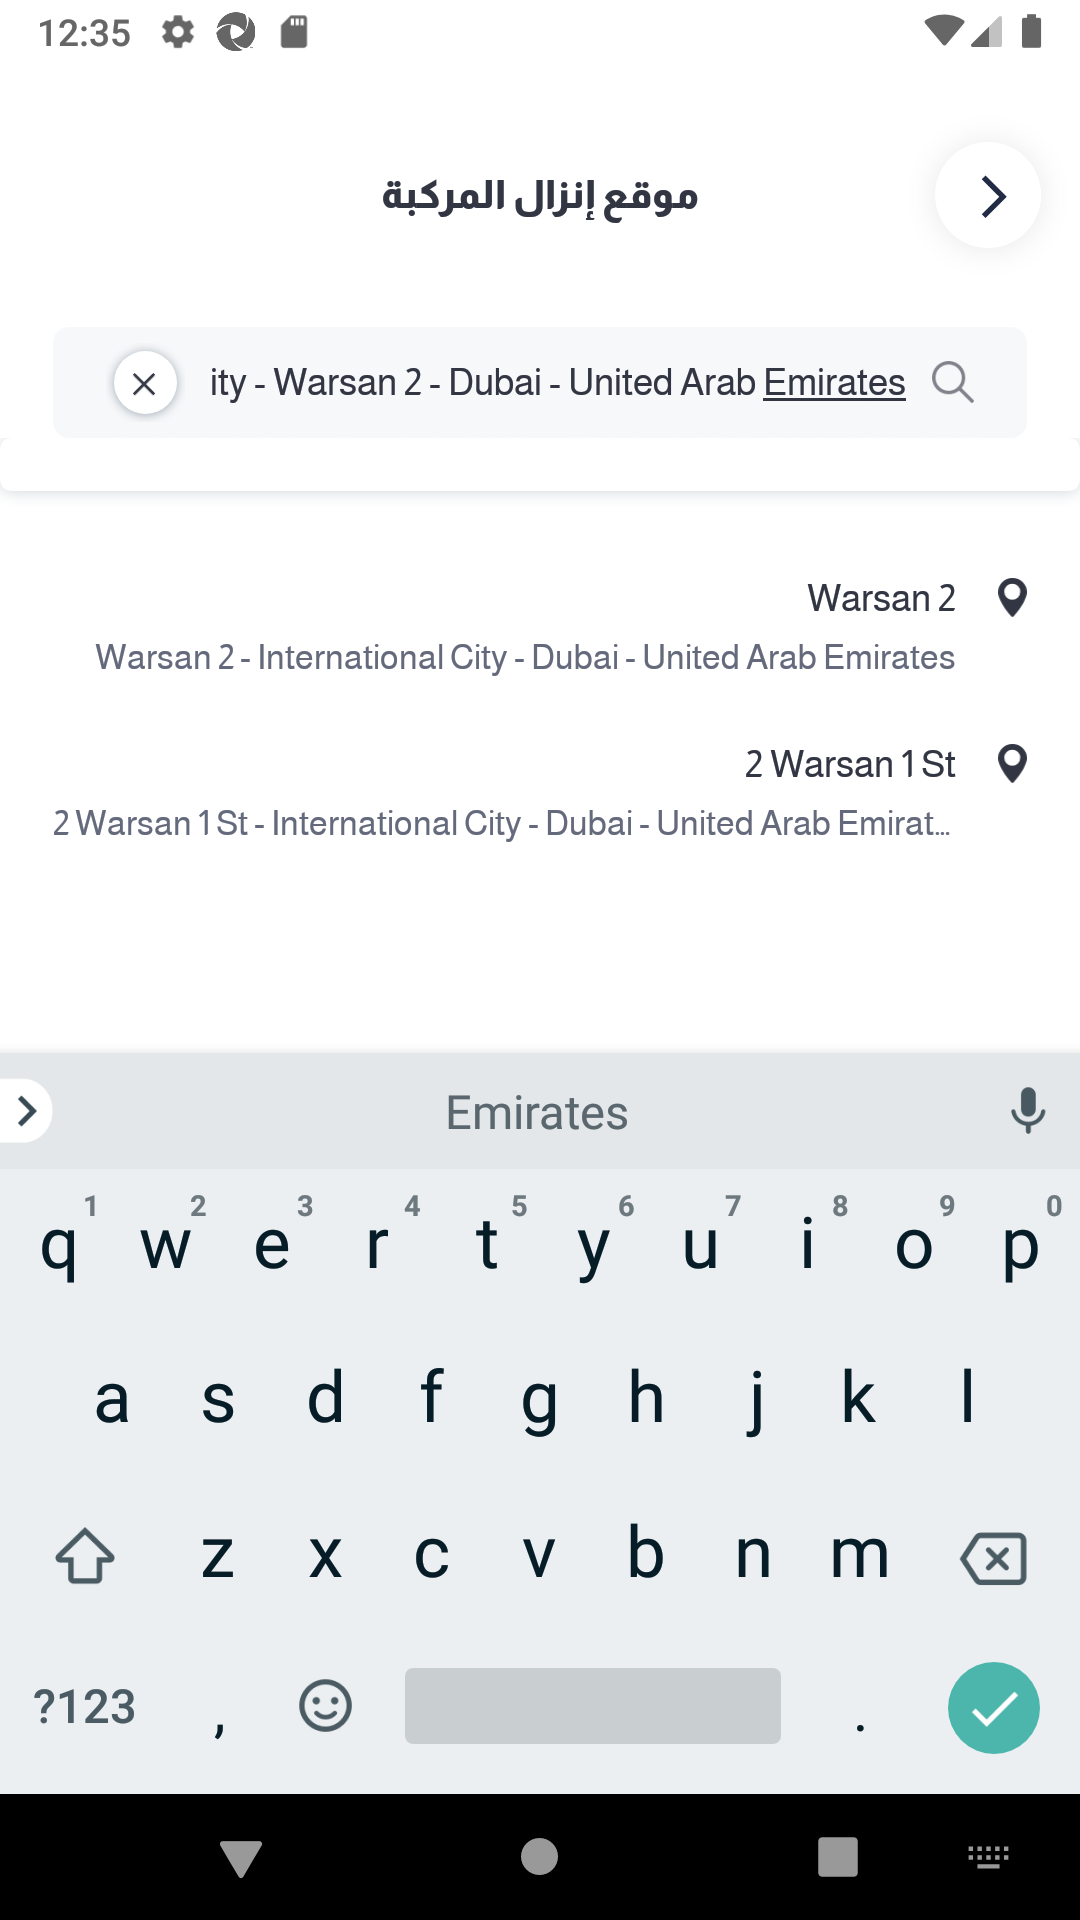 12:35
موقع إنزال المركبة
ity - Warsan 2 - Dubai - United Arab Emirates
Warsan 2
Warsan 2 - International City - Dubai - United Arab Emirates
2 Warsan 1 St
2 Warsan 1 St - International City - Dubai - United Arab Emirat...
Emirates
1 2 3 4 5 6 7 8 9 0
q w e r t y u i o p
a s d f g h j k l
z x c v b n m
?123 , .